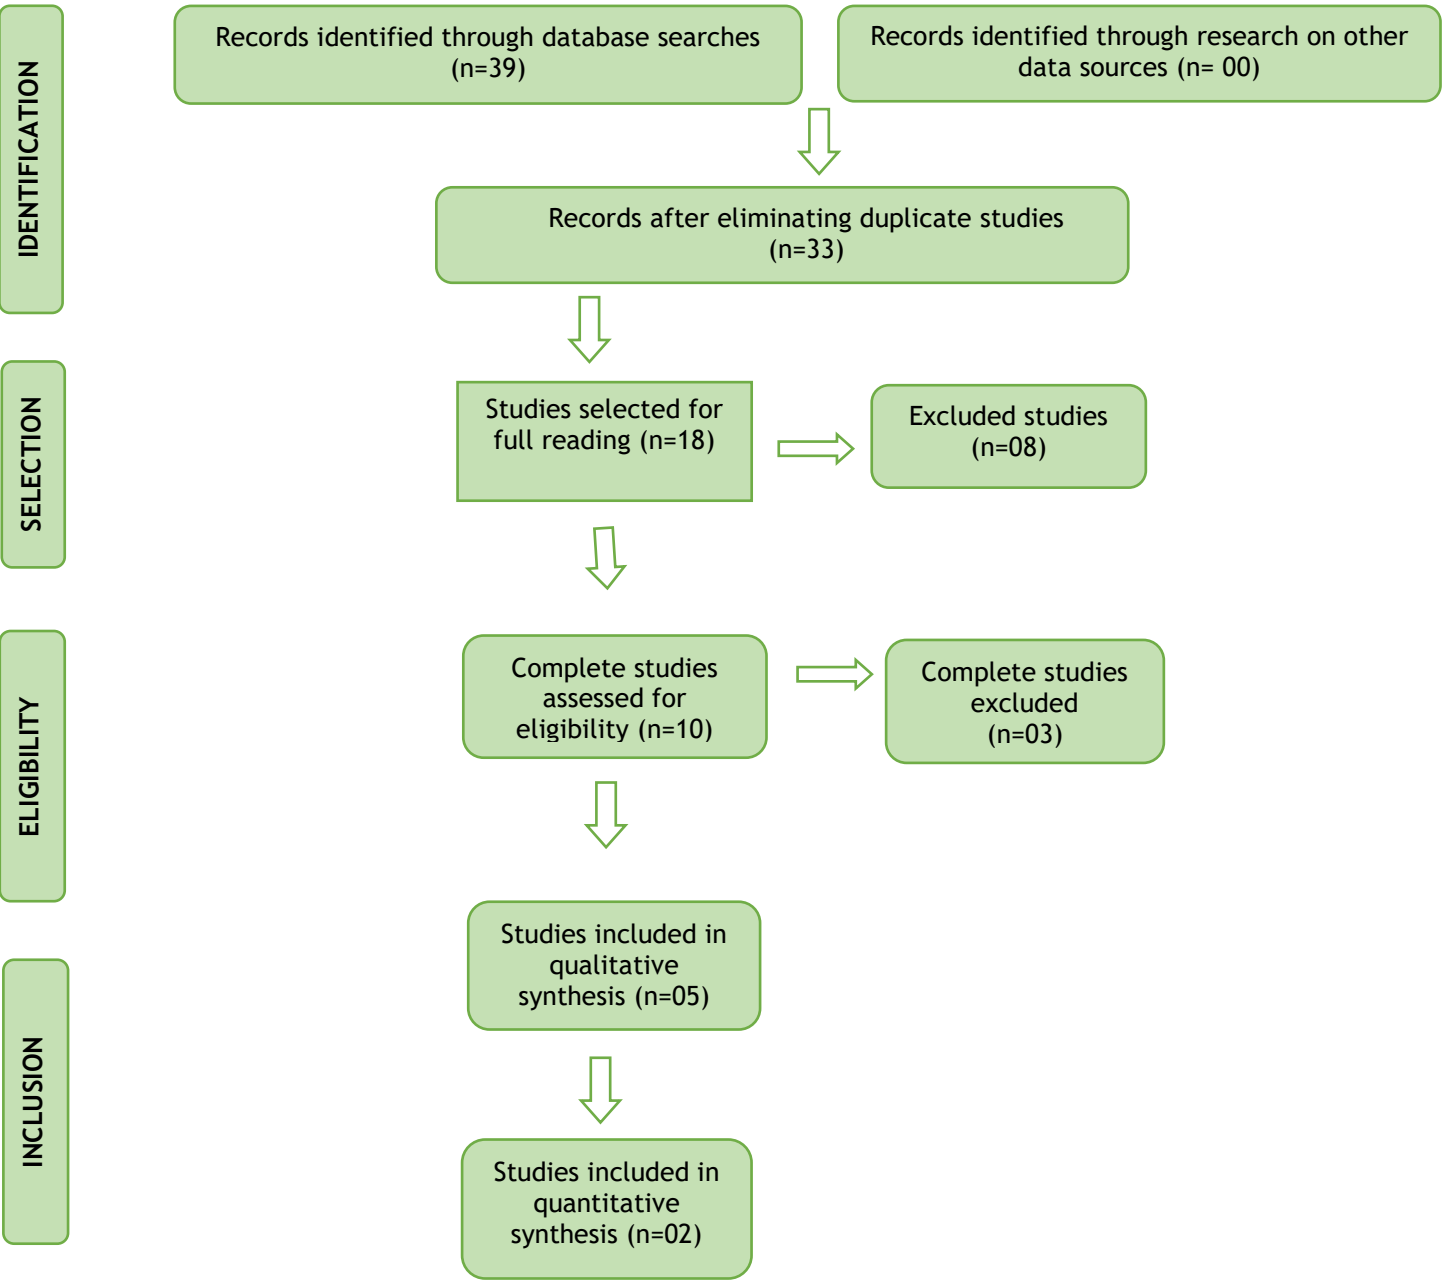 IDENTIFICATION
Records identified through database searches
(n=39)
Records identified through research on other
data sources (n= 00)
Records after eliminating duplicate studies
(n=33)
SELECTION
Studies selected for
full reading (n=18)
Excluded studies
(n=08)
ELIGIBILITY
Complete studies
assessed for
eligibility (n=10)
Complete studies
excluded
(n=03)
INCLUSION
Studies included in
qualitative
synthesis (n=05)
Studies included in
quantitative
synthesis (n=02)